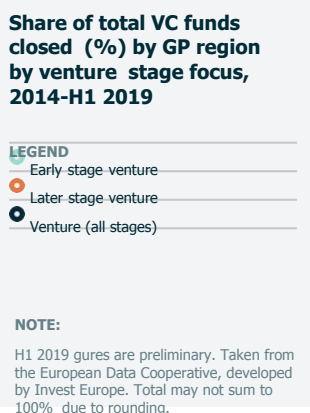 Share of total VC funds
closed (%) by GP region
by venture stage focus,
2014-H1 2019
LEGEND
Early stage venture
Later stage venture
Venture (all stages)
NOTE:
H1 2019 gures are preliminary. Taken from
the European Data Cooperative, developed
by Invest Europe. Total may not sum to
100% due to rounding.